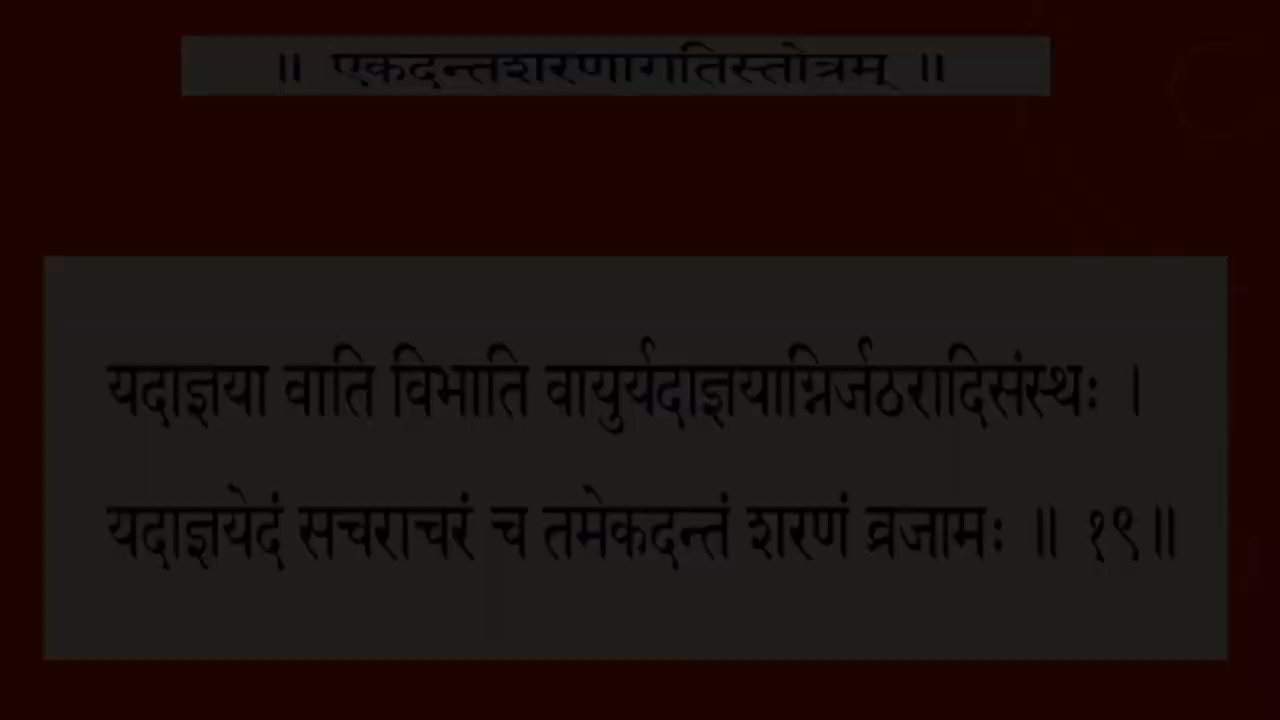 ॥ एकदन्तशरणागतिस्तोत्रम् ॥
यदाज्ञया वाति विभाति वायुर्यदाज्ञयाग्निर्जठरादिसंस्थः ।
यदाज्ञयेदं सचराचरं च तमेकदन्तं शरणं व्रजामः ॥ १९॥